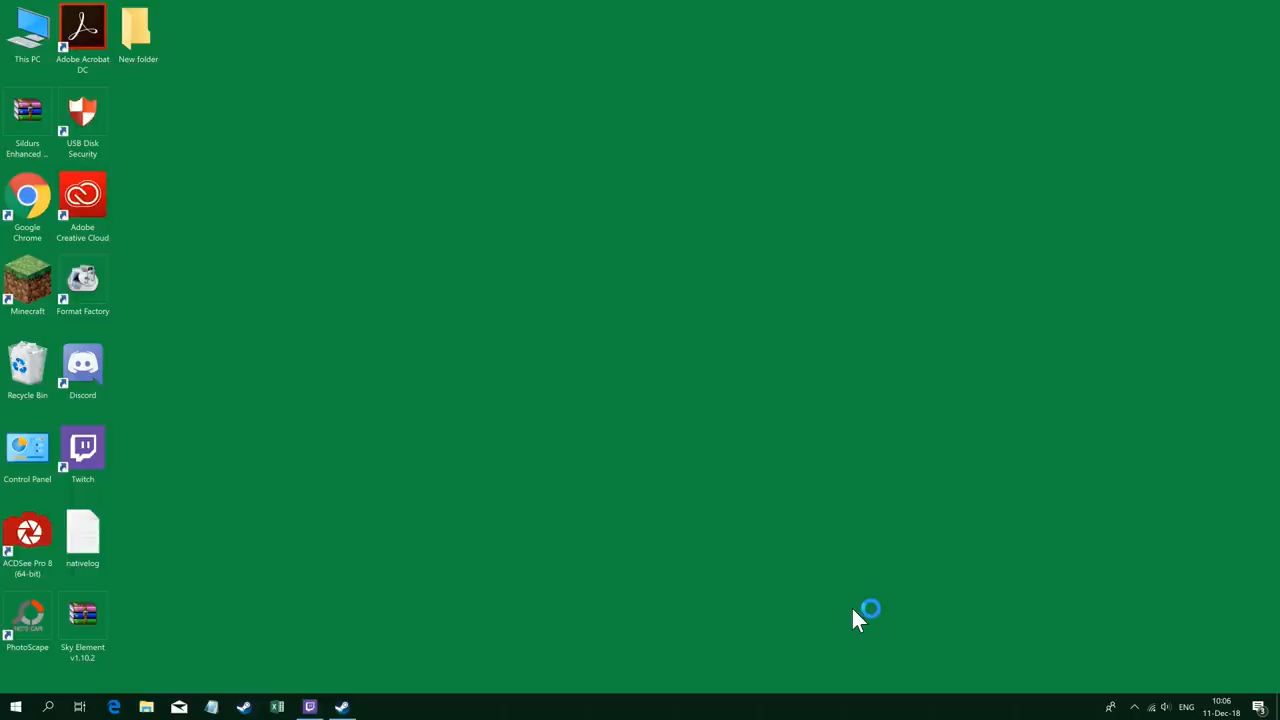 This PC
Adobe Acrobat
DC
New folder
Sildurs
Enhanced ...
USB Disk
Security
Google
Chrome
Adobe
Creative Cloud
Minecraft
Format Factory
Recycle Bin
Discord
Control Panel
Twitch
ACDSee Pro 8
(64-bit)
nativelog
PhotoScape
Sky Element
v1.10.2
ENG
10:06
11-Dec-18